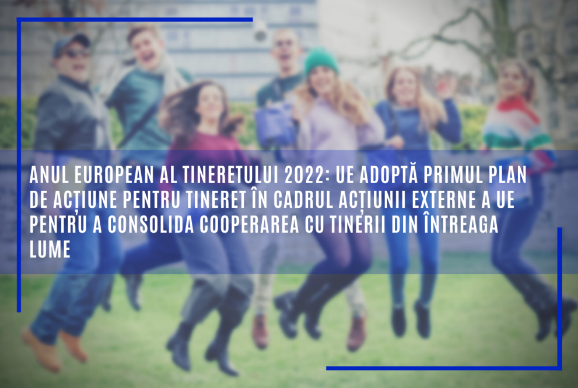 ANUL EUROPEAN AL TINERETULUI 2022: UE ADOPTĂ PRIMUL PLAN
DE ACȚIUNE PENTRU TINERET ÎN CADRUL ACȚIUNII EXTERNE A UE
PENTRU A CONSOLIDA COOPERAREA CU TINERII DIN ÎNTREAGA
LUME